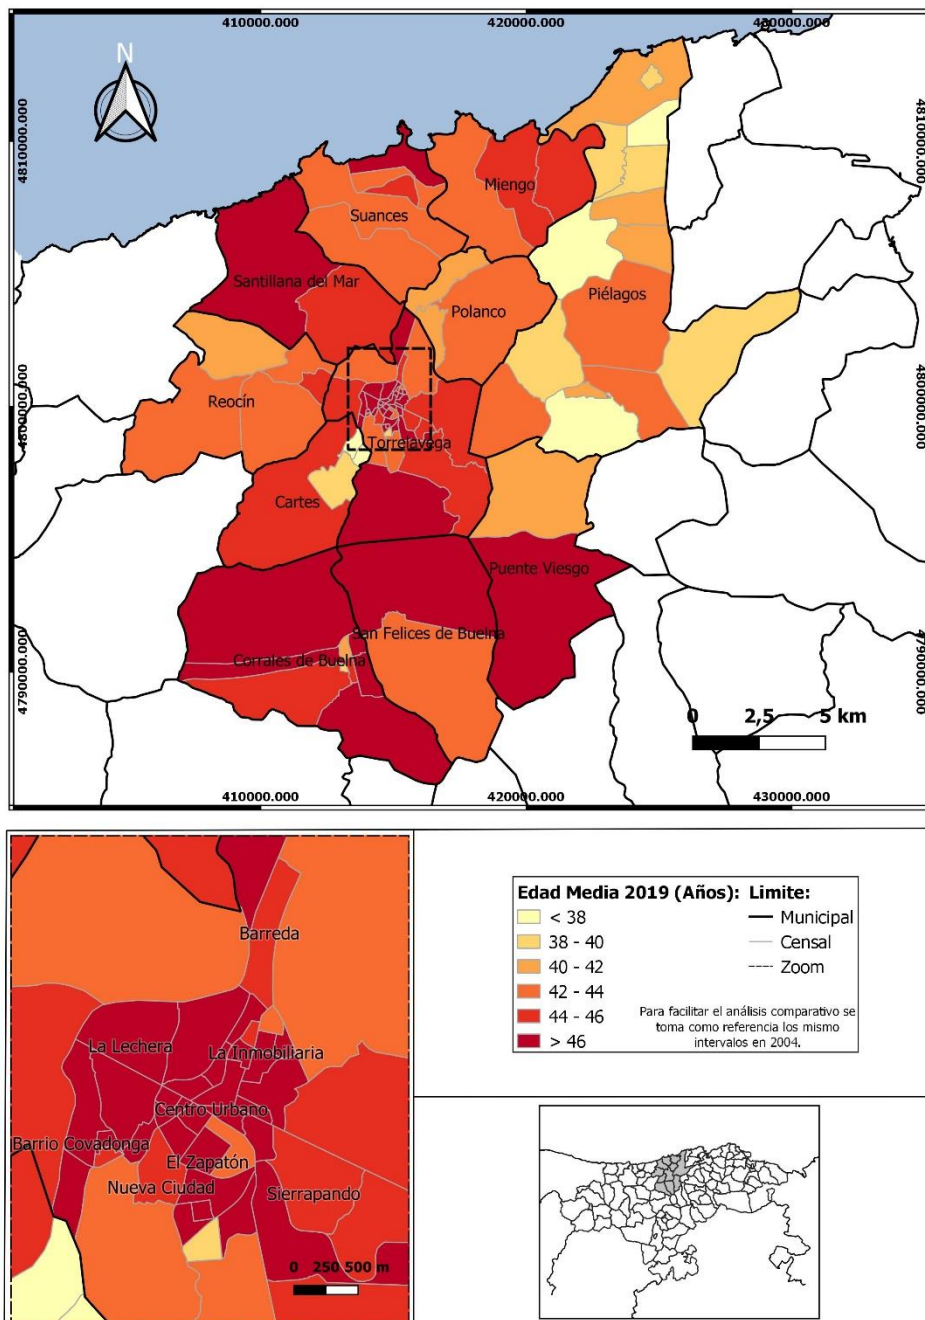 410000.000 420000.000 430000.000
N
4810000.000 4810000.000
Miengo
Suances
Santillana del Mar
Piélagos
Polanco
4800000.000 4800000.000
Reocín
Torrelavega
Cartes
Puente Viesgo
San Felices de Buelna
Corrales de Buelna
4790000.000 4790000.000
0 2,5 5 km
410000.000 420000.000 430000.000
Barreda
La Lechera
La Inmobiliaria
Centro Urbano
Barrio Covadonga
El Zapatón
Nueva Ciudad
Sierrapando
0 250 500 m
Edad Media 2019 (Años): Limite:
< 38
38 - 40
40 - 42
42 - 44
44 - 46
> 46
Municipal
Censal
Zoom
Para facilitar el análisis comparativo se
toma como referencia los mismo
intervalos en 2004.